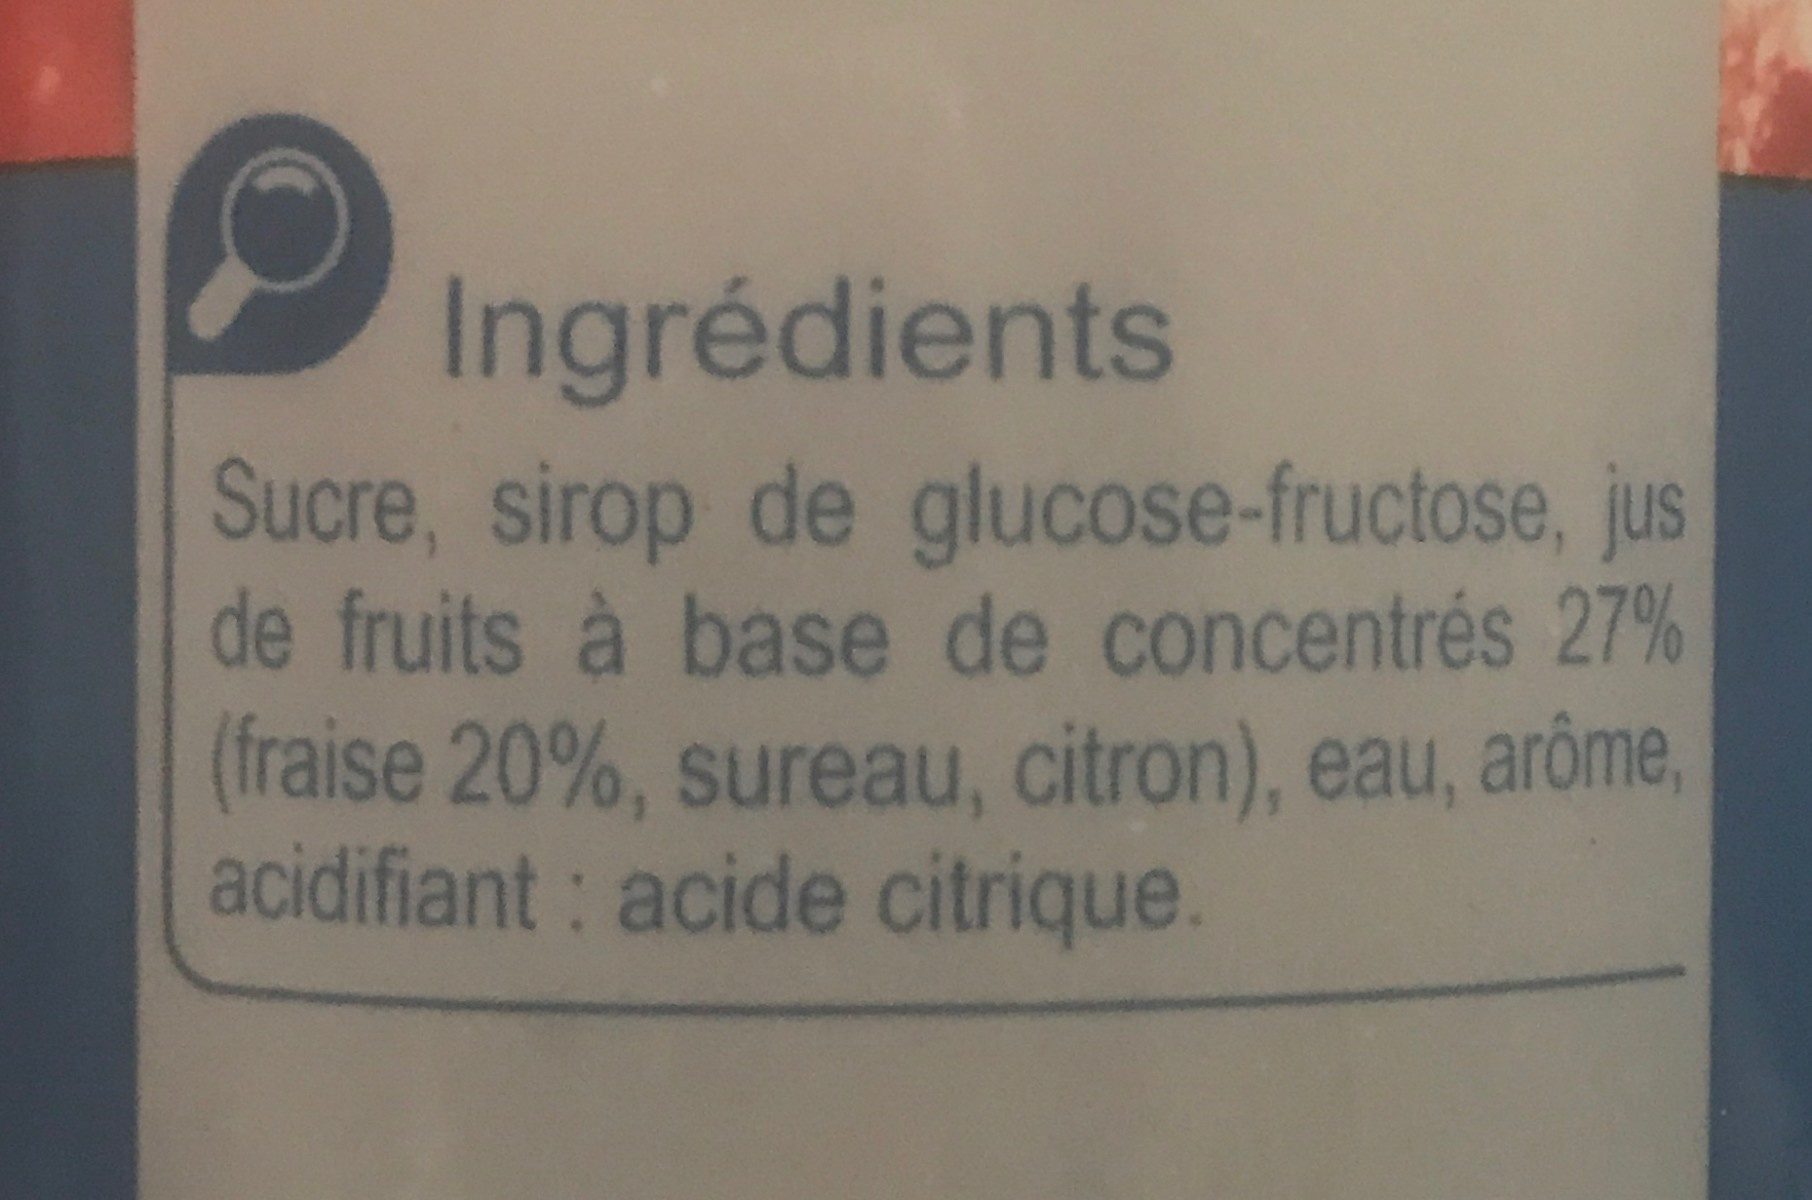 Ingrédients
Sucre, sirop de glucose-fructose, jus
de fruits à base de concentrés 27%
(fraise 20%, sureau, citron), eau, arôme,
acidifiant : acide citrique.